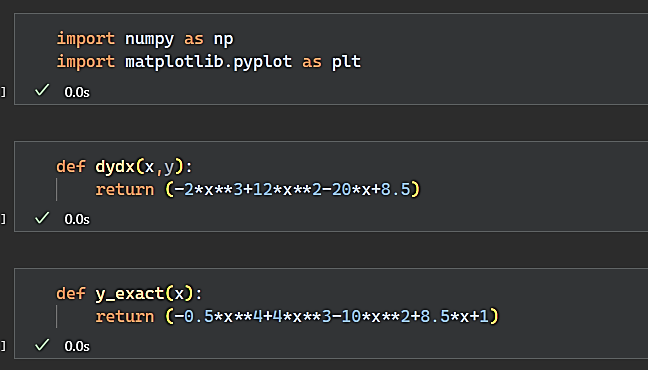 import numpy as np
import matplotlib.pyplot as plt
] ✓ 0.0s
def dydx(x,y):
return (-2*x**3+12*x**2-20*x+8.5)
] ✓ 0.0s
def y_exact(x):
return (-0.5*x**4+4*x**3-10*x**2+8.5*x+1)
] ✓ 0.0s